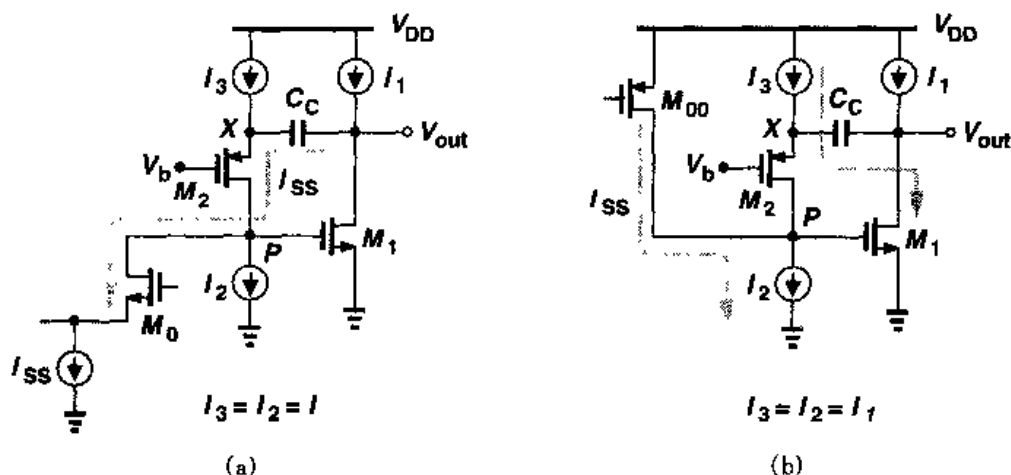 V_DD
I_3
I_1
C_C
X
V_out
V_b
M_2
I_SS
P
M_1
I_2
M_0
I_SS
I_3 = I_2 = I
(a)
V_DD
I_3
I_1
M_00
C_C
X
V_out
V_b
M_2
I_SS
P
M_1
I_2
I_3 = I_2 = I_1
(b)